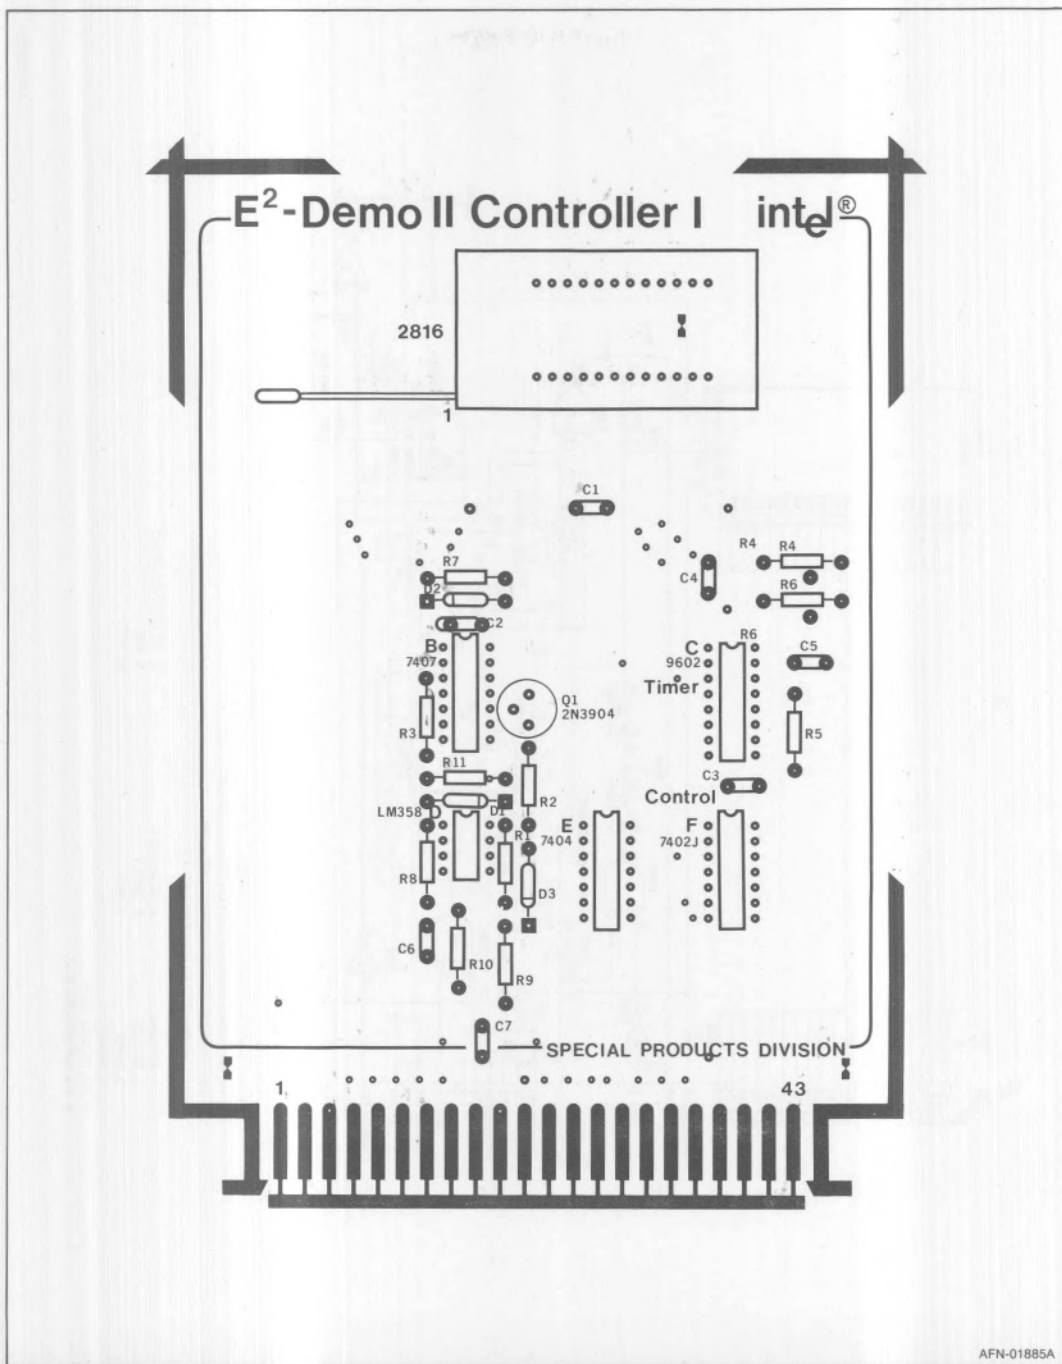 E²-Demo II Controller I intel®
2816
1
C1
R7
D2
C2
C4
R4 R4
R6
B
7407
C
9602
Timer
R6
C5
Q1
2N3904
R3
R5
R11
R2
C3
Control
LM358 D
D1
R1
E
7404
F
7402J
R8
D3
C6
R10
R9
C7
SPECIAL PRODUCTS DIVISION
1
43
AFN-01885A